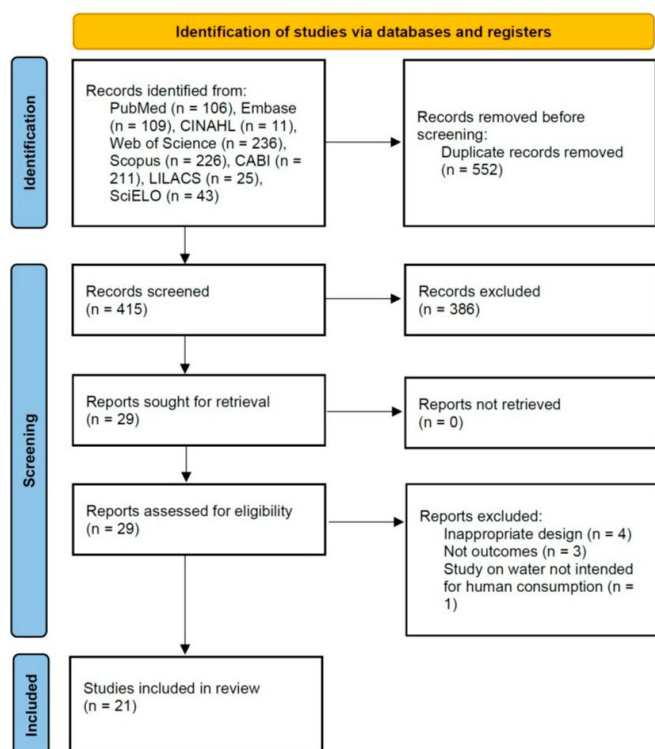 Identification of studies via databases and registers
Identification
Records identified from:
PubMed (n = 106), Embase
(n = 109), CINAHL (n = 11),
Web of Science (n = 236),
Scopus (n = 226), CABI (n =
211), LILACS (n = 25),
SciELO (n = 43)
Records removed before
screening:
Duplicate records removed
(n = 552)
Screening
Records screened
(n = 415)
Records excluded
(n = 386)
Reports sought for retrieval
(n = 29)
Reports not retrieved
(n = 0)
Reports assessed for eligibility
(n = 29)
Reports excluded:
Inappropriate design (n = 4)
Not outcomes (n = 3)
Study on water not intended
for human consumption (n =
1)
Included
Studies included in review
(n = 21)